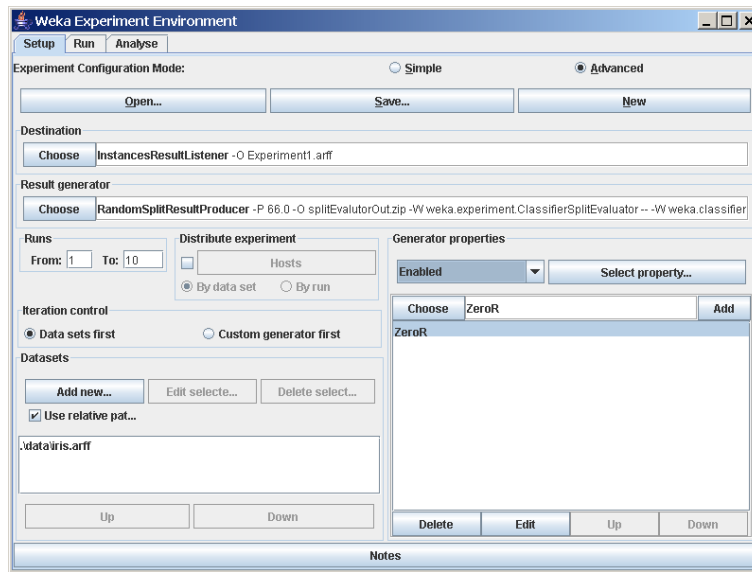 Weka Experiment Environment
Setup Run Analyse
Experiment Configuration Mode: Simple Advanced
Open... Save... New
Destination
Choose InstancesResultListener -O Experiment1.arff
Result generator
Choose RandomSplitResultProducer -P 66.0 -O splitEvalutorOut.zip -W weka.experiment.ClassifierSplitEvaluator -- -W weka.classifier
Runs
From: 1 To: 10
Distribute experiment
Hosts
By data set By run
Generator properties
Enabled Select property...
Iteration control
Data sets first Custom generator first
Choose ZeroR Add
ZeroR
Datasets
Add new... Edit selecte... Delete select...
Use relative pat...
.\data\iris.arff
Up Down
Delete Edit Up Down
Notes